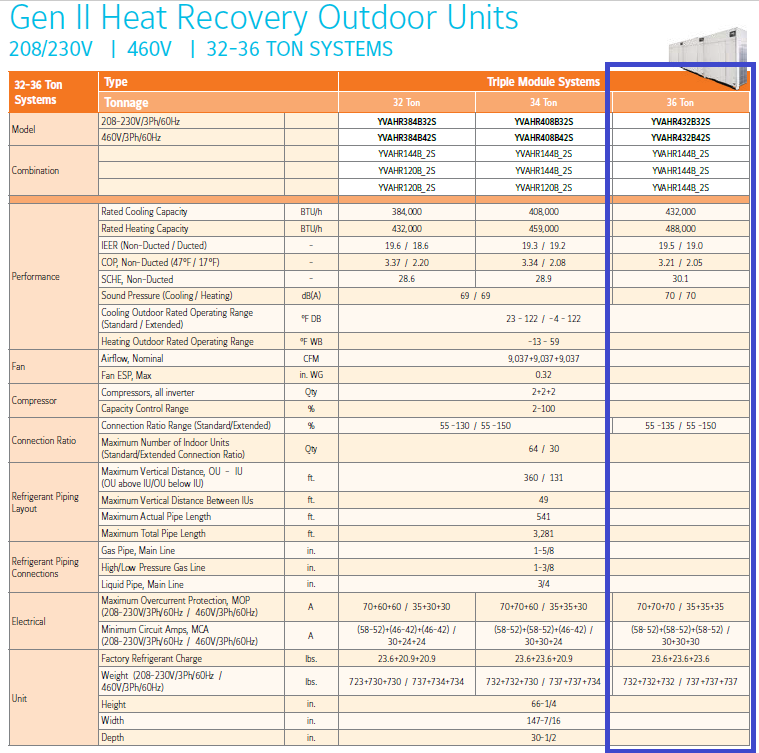 Gen II Heat Recovery Outdoor Units
208/230V | 460V | 32-36 TON SYSTEMS
32-36 Ton Systems Type Triple Module Systems
Tonnage 32 Ton 34 Ton 36 Ton
Model 208-230V/3Ph/60Hz YVAHR384B32S YVAHR408B32S YVAHR432B32S
460V/3Ph/60Hz YVAHR384B42S YVAHR408B42S YVAHR432B42S
Combination YVAHR144B_2S YVAHR144B_2S YVAHR144B_2S
YVAHR120B_2S YVAHR144B_2S YVAHR144B_2S
YVAHR120B_2S YVAHR120B_2S YVAHR144B_2S
Performance Rated Cooling Capacity BTU/h 384,000 408,000 432,000
Rated Heating Capacity BTU/h 432,000 459,000 488,000
IEER (Non-Ducted / Ducted) - 19.6 / 18.6 19.3 / 19.2 19.5 / 19.0
COP, Non-Ducted (47°F / 17°F) - 3.37 / 2.20 3.34 / 2.08 3.21 / 2.05
SCHE, Non-Ducted - 28.6 28.9 30.1
Sound Pressure (Cooling / Heating) dB(A) 69 / 69 70 / 70
Cooling Outdoor Rated Operating Range
(Standard / Extended) °F DB 23 - 122 / -4 - 122
Heating Outdoor Rated Operating Range °F WB -13 - 59
Fan Airflow, Nominal CFM 9,037+9,037+9,037
Fan ESP, Max in. WG 0.32
Compressor Compressors, all inverter Qty 2+2+2
Capacity Control Range % 2-100
Connection Ratio Connection Ratio Range (Standard/Extended) % 55 -130 / 55 -150 55 -135 / 55 -150
Maximum Number of Indoor Units
(Standard/Extended Connection Ratio) Qty 64 / 30
Refrigerant Piping Layout Maximum Vertical Distance, OU - IU
(OU above IU/OU below IU) ft. 360 / 131
Maximum Vertical Distance Between IUs ft. 49
Maximum Actual Pipe Length ft. 541
Maximum Total Pipe Length ft. 3,281
Refrigerant Piping Connections Gas Pipe, Main Line in. 1-5/8
High/Low Pressure Gas Line in. 1-3/8
Liquid Pipe, Main Line in. 3/4
Electrical Maximum Overcurrent Protection, MOP
(208-230V/3Ph/60Hz / 460V/3Ph/60Hz) A 70+60+60 / 35+30+30 70+70+60 / 35+35+30 70+70+70 / 35+35+35
Minimum Circuit Amps, MCA (58-52)+(46-42)+(46-42) / (58-52)+(58-52)+(46-42) / (58-52)+(58-52)+(58-52) /
(208-230V/3Ph/60Hz / 460V/3Ph/60Hz) A 30+24+24 30+30+24 30+30+30
Unit Factory Refrigerant Charge lbs. 23.6+20.9+20.9 23.6+23.6+20.9 23.6+23.6+23.6
Weight (208-230V/3Ph/60Hz /
460V/3Ph/60Hz) lbs. 723+730+730 / 737+734+734 732+732+730 / 737+737+734 732+732+732 / 737+737+737
Height in. 66-1/4
Width in. 147-7/16
Depth in. 30-1/2